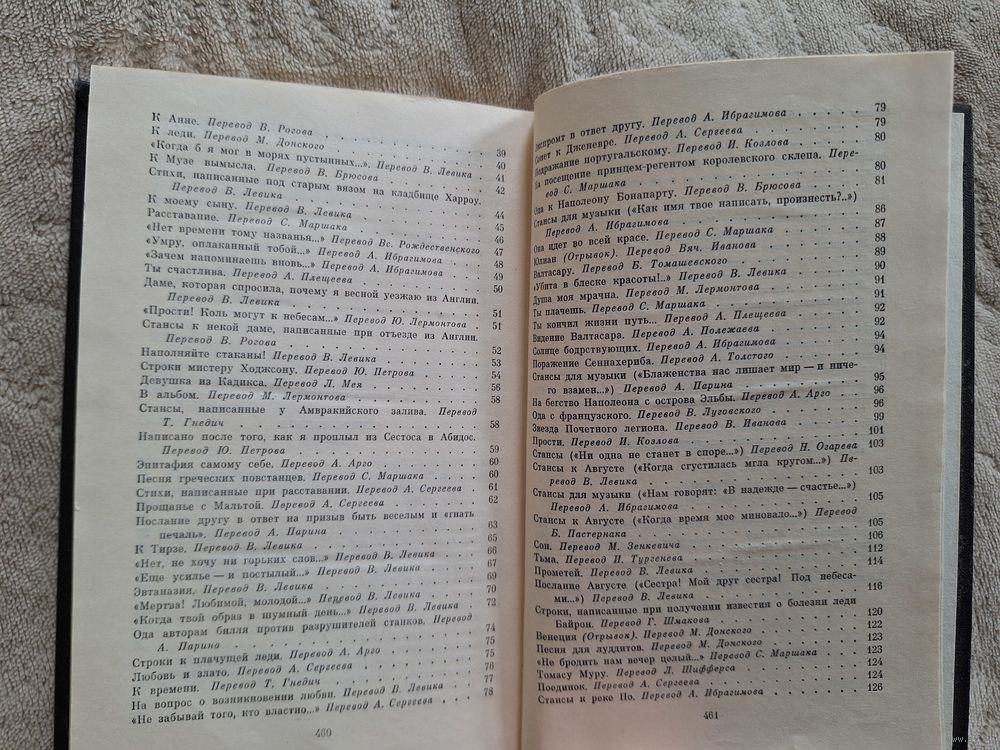 К Анне. Перевод В. Рогова
К леди. Перевод М. Донского 39
«Когда б я мог в морях пустынных...». Перевод В. Левика 40
К Музе вымысла. Перевод В. Брюсова 41
Стихи, написанные под старым вязом на кладбище Харроу. 42
Перевод В. Левика
К моему сыну. Перевод В. Левика 44
Расставание. Перевод С. Маршака 45
«Нет времени тому названья...» Перевод Вс. Рождественского 46
«Умру, оплаканный тобой...» Перевод А. Ибрагимова 47
«Зачем напоминаешь вновь...» Перевод А. Ибрагимова 48
Ты счастлива. Перевод А. Плещеева 49
Даме, которая спросила, почему я весной уезжаю из Англии. 50
Перевод В. Левика
«Прости! Коль могут к небесам...» Перевод Ю. Лермонтова 51
Стансы к некой даме, написанные при отъезде из Англии. 51
Перевод В. Рогова
Наполняйте стаканы! Перевод В. Левика 52
Строки мистеру Ходжсону. Перевод Ю. Петрова 53
Девушка из Кадикса. Перевод Л. Мея 54
В альбом. Перевод М. Лермонтова 56
Стансы, написанные у Амвракийского залива. Перевод 58
Т. Гнедич 58
Написано после того, как я проплыл из Сестоса в Абидос.
Перевод Ю. Петрова 59
Эпитафия самому себе. Перевод А. Арго 60
Песня греческих повстанцев. Перевод С. Маршака 60
Стихи, написанные при расставании. Перевод А. Сергеева 61
Прощанье с Мальтой. Перевод А. Сергеева 62
Послание другу в ответ на призыв быть веселым и «гнать
печаль». Перевод А. Парина 63
К Тирзе. Перевод В. Левика 65
«Нет, не хочу ни горьких слов...» Перевод В. Левика 66
«Еще усилье — и постылый...» Перевод В. Левика 67
Евтаназия. Перевод В. Левика 69
«Мертва! Любимой, молодой...» Перевод В. Левика 70
«Когда твой образ в шумный день...» Перевод В. Левика 72
Ода авторам билля против разрушителей станков. Перевод
А. Парина 74
Строки к плачущей леди. Перевод А. Арго 75
Любовь и злато. Перевод А. Сергеева 75
К времени. Перевод Т. Гнедич 76
На вопрос о возникновении любви. Перевод В. Левика 77
«Не забывай того, кто властно...» Перевод А. Сергеева 78
460
Экспромт в ответ другу. Перевод А. Ибрагимова 79
Сонет к Дженевре. Перевод А. Сергеева 79
Подражание португальскому. Перевод И. Козлова 80
На посещение принцем-регентом королевского склепа. Пере-
вод С. Маршака 80
Ода к Наполеону Бонапарту. Перевод В. Брюсова 81
Стансы для музыки («Как имя твое написать, произнесть?..»)
Перевод А. Ибрагимова 86
Она идет во всей красе. Перевод С. Маршака 87
Юлиан (Отрывок). Перевод Вяч. Иванова 88
Валтасару. Перевод Б. Томашевского 89
«Убита в блеске красоты!..» Перевод В. Левика 90
Душа моя мрачна. Перевод М. Лермонтова 91
Ты плачешь. Перевод С. Маршака 91
Ты кончил жизни путь... Перевод А. Плещеева 92
Видение Валтасара. Перевод А. Полежаева 92
Солнце бодрствующих. Перевод А. Ибрагимова 94
Поражение Сеннахериба. Перевод А. Толстого 94
Стансы для музыки («Блаженства нас лишает мир — и ниче-
го взамен...») Перевод А. Парина 95
На бегство Наполеона с острова Эльбы. Перевод А. Арго 96
Ода с французского. Перевод В. Луговского 96
Звезда Почетного легиона. Перевод В. Иванова 99
Прости. Перевод И. Козлова 101
Стансы («Ни одна не станет в споре...») Перевод Н. Огарева 103
Стансы к Августе («Когда сгустилась мгла кругом...») Пе-
ревод В. Левика 103
Стансы для музыки («Нам говорят: «В надежде — счастье...»)
Перевод А. Ибрагимова 105
Стансы к Августе («Когда время мое миновало...») Перевод
Б. Пастернака 105
Сон. Перевод М. Зенкевича 106
Тьма. Перевод И. Тургенева 112
Прометей. Перевод В. Левика 114
Послание Августе («Сестра! Мой друг сестра! Под небеса-
ми...») Перевод В. Левика 116
Строки, написанные при получении известия о болезни леди
Байрон. Перевод Г. Шмакова 120
Венеция (Отрывок). Перевод М. Донского 122
Песня для луддитов. Перевод М. Донского 123
«Не бродить нам вечер целый...» Перевод С. Маршака 123
Томасу Муру. Перевод Л. Шифферса 124
Поединок. Перевод А. Сергеева 124
Стансы к реке По. Перевод А. Ибрагимова 126
461